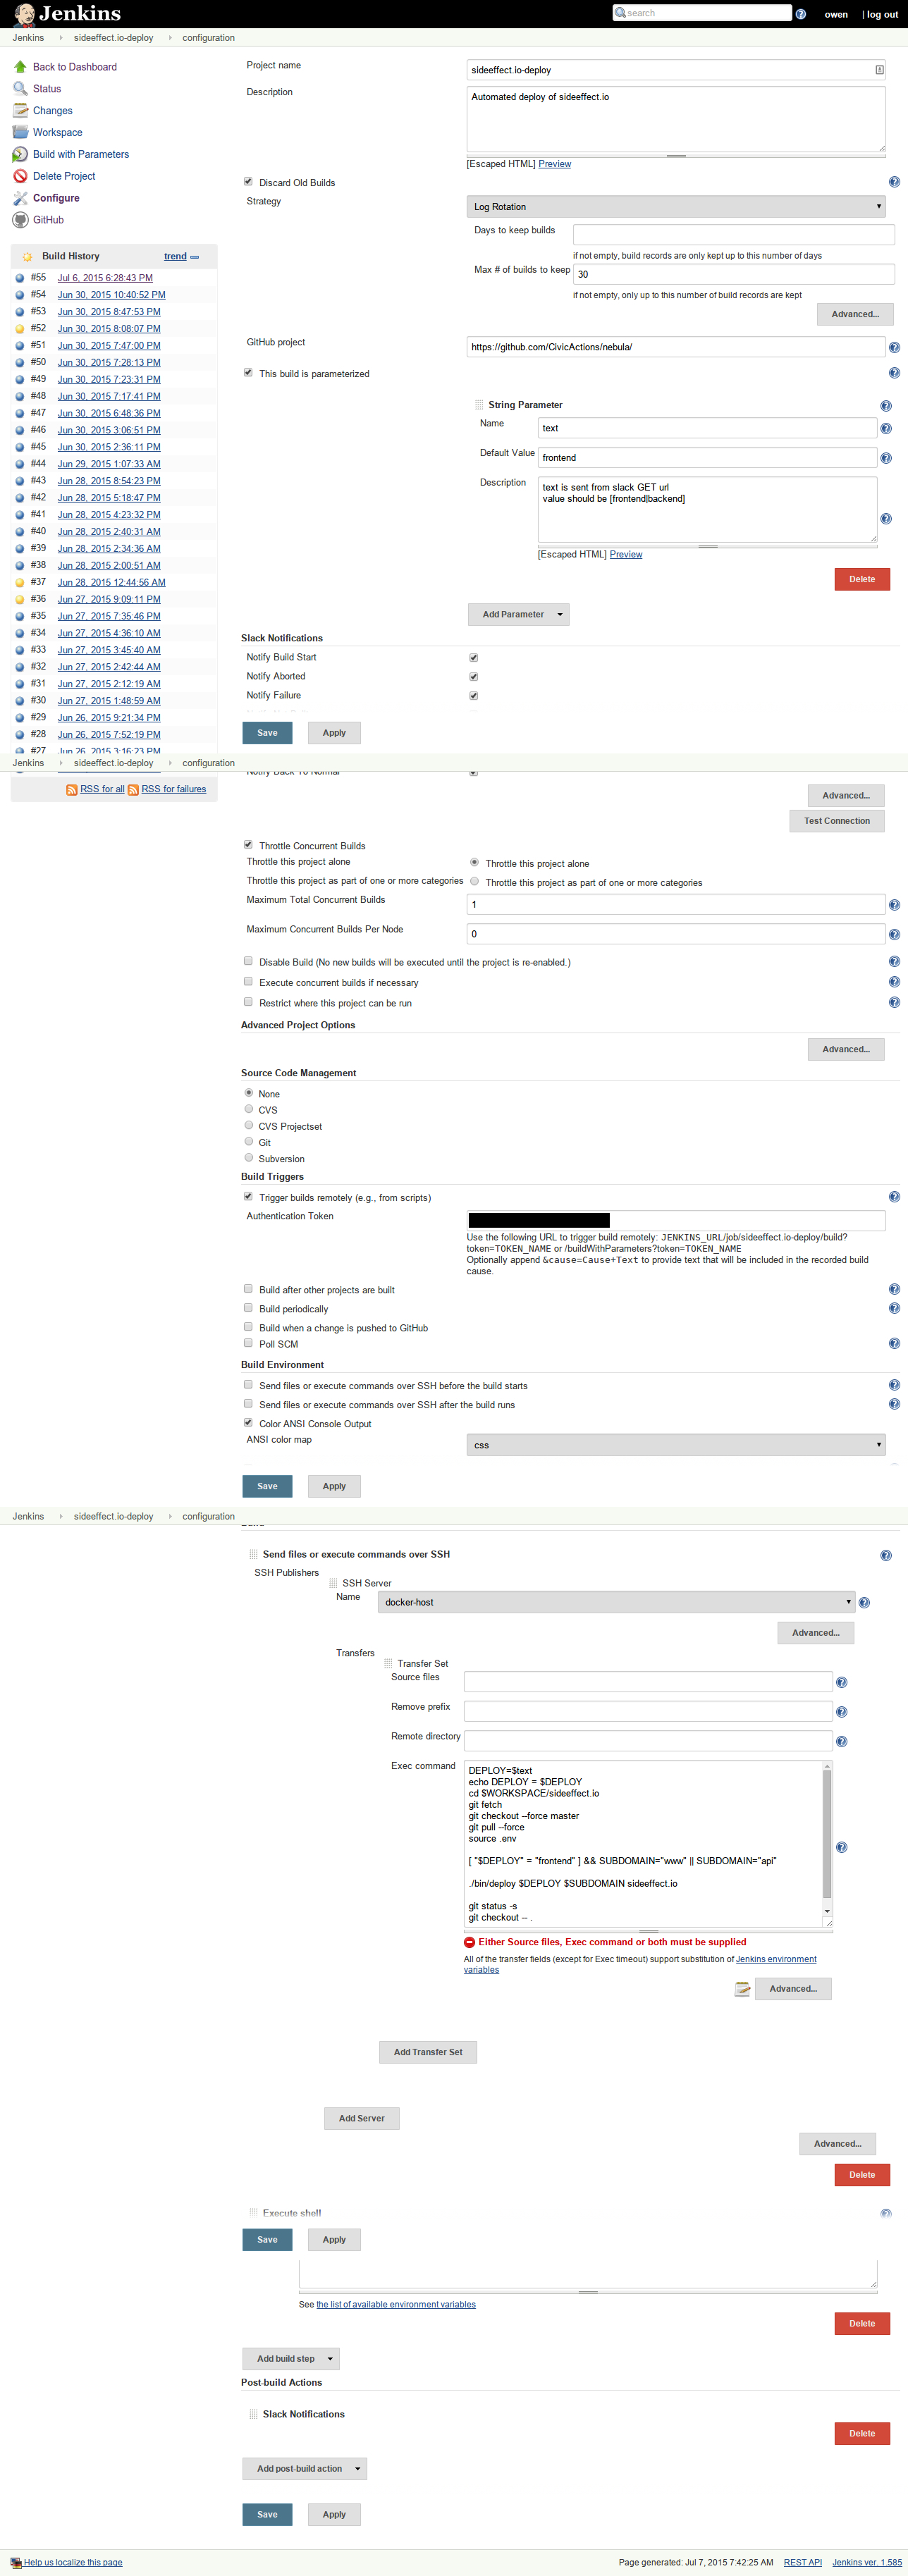 Jenkins
search
owen
| log out
Jenkins
sideeffect.io-deploy
configuration
Back to Dashboard
Status
Changes
Workspace
Build with Parameters
Delete Project
Configure
GitHub
Build History
trend
#55 Jul 6, 2015 6:28:43 PM
#54 Jun 30, 2015 10:40:52 PM
#53 Jun 30, 2015 8:47:53 PM
#52 Jun 30, 2015 8:08:07 PM
#51 Jun 30, 2015 7:47:00 PM
#50 Jun 30, 2015 7:28:13 PM
#49 Jun 30, 2015 7:23:31 PM
#48 Jun 30, 2015 7:17:41 PM
#47 Jun 30, 2015 6:48:36 PM
#46 Jun 30, 2015 3:06:51 PM
#45 Jun 30, 2015 2:36:11 PM
#44 Jun 29, 2015 1:07:33 AM
#43 Jun 28, 2015 8:54:23 PM
#42 Jun 28, 2015 5:18:47 PM
#41 Jun 28, 2015 4:23:32 PM
#40 Jun 28, 2015 2:40:31 AM
#39 Jun 28, 2015 2:34:36 AM
#38 Jun 28, 2015 2:00:51 AM
#37 Jun 28, 2015 12:44:56 AM
#36 Jun 27, 2015 9:09:11 PM
#35 Jun 27, 2015 7:35:46 PM
#34 Jun 27, 2015 4:36:10 AM
#33 Jun 27, 2015 3:45:40 AM
#32 Jun 27, 2015 2:42:44 AM
#31 Jun 27, 2015 2:12:19 AM
#30 Jun 27, 2015 1:48:59 AM
#29 Jun 26, 2015 9:21:34 PM
#28 Jun 26, 2015 7:52:19 PM
#27 Jun 26, 2015 3:16:23 PM
Project name
sideeffect.io-deploy
Description
Automated deploy of sideeffect.io
[Escaped HTML] Preview
Discard Old Builds
Strategy
Log Rotation
Days to keep builds
if not empty, build records are only kept up to this number of days
Max # of builds to keep
30
if not empty, only up to this number of build records are kept
Advanced...
GitHub project
https://github.com/CivicActions/nebula/
This build is parameterized
String Parameter
Name
text
Default Value
frontend
Description
text is sent from slack GET url
value should be [frontend|backend]
[Escaped HTML] Preview
Delete
Add Parameter
Slack Notifications
Notify Build Start
Notify Aborted
Notify Failure
Save
Apply
Jenkins
sideeffect.io-deploy
configuration
RSS for all
RSS for failures
Notify Back To Normal
Advanced...
Test Connection
Throttle Concurrent Builds
Throttle this project alone
Throttle this project alone
Throttle this project as part of one or more categories
Throttle this project as part of one or more categories
Maximum Total Concurrent Builds
1
Maximum Concurrent Builds Per Node
0
Disable Build (No new builds will be executed until the project is re-enabled.)
Execute concurrent builds if necessary
Restrict where this project can be run
Advanced Project Options
Advanced...
Source Code Management
None
CVS
CVS Projectset
Git
Subversion
Build Triggers
Trigger builds remotely (e.g., from scripts)
Authentication Token
Use the following URL to trigger build remotely: JENKINS_URL/job/sideeffect.io-deploy/build?
token=TOKEN_NAME or /buildWithParameters?token=TOKEN_NAME
Optionally append &cause=Cause+Text to provide text that will be included in the recorded build
cause.
Build after other projects are built
Build periodically
Build when a change is pushed to GitHub
Poll SCM
Build Environment
Send files or execute commands over SSH before the build starts
Send files or execute commands over SSH after the build runs
Color ANSI Console Output
ANSI color map
css
Save
Apply
Jenkins
sideeffect.io-deploy
configuration
Send files or execute commands over SSH
SSH Publishers
SSH Server
Name
docker-host
Advanced...
Transfers
Transfer Set
Source files
Remove prefix
Remote directory
Exec command
DEPLOY=$text
echo DEPLOY = $DEPLOY
cd $WORKSPACE/sideeffect.io
git fetch
git checkout --force master
git pull --force
source .env
[ "$DEPLOY" = "frontend" ] && SUBDOMAIN="www" || SUBDOMAIN="api"
./bin/deploy $DEPLOY $SUBDOMAIN sideeffect.io
git status -s
git checkout -- .
Either Source files, Exec command or both must be supplied
All of the transfer fields (except for Exec timeout) support substitution of Jenkins environment
variables
Advanced...
Add Transfer Set
Add Server
Advanced...
Delete
Execute shell
Save
Apply
See the list of available environment variables
Delete
Add build step
Post-build Actions
Slack Notifications
Delete
Add post-build action
Save
Apply
Help us localize this page
Page generated: Jul 7, 2015 7:42:25 AM
REST API
Jenkins ver. 1.585